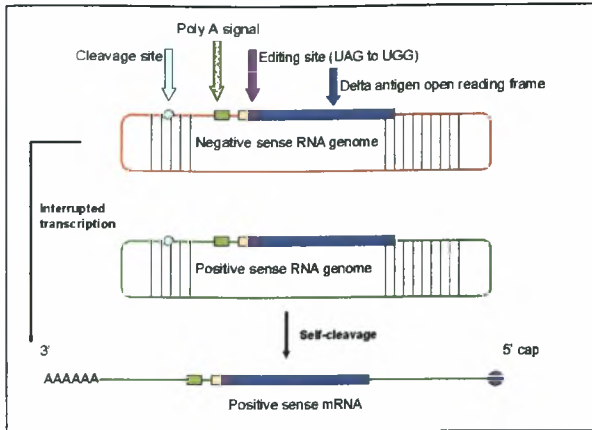 Poly A signal
Cleavage site
Editing site (UAG to UGG)
Delta antigen open reading frame
Negative sense RNA genome
Interrupted
transcription
Positive sense RNA genome
Self-cleavage
3'
5' cap
AAAAAA
Positive sense mRNA